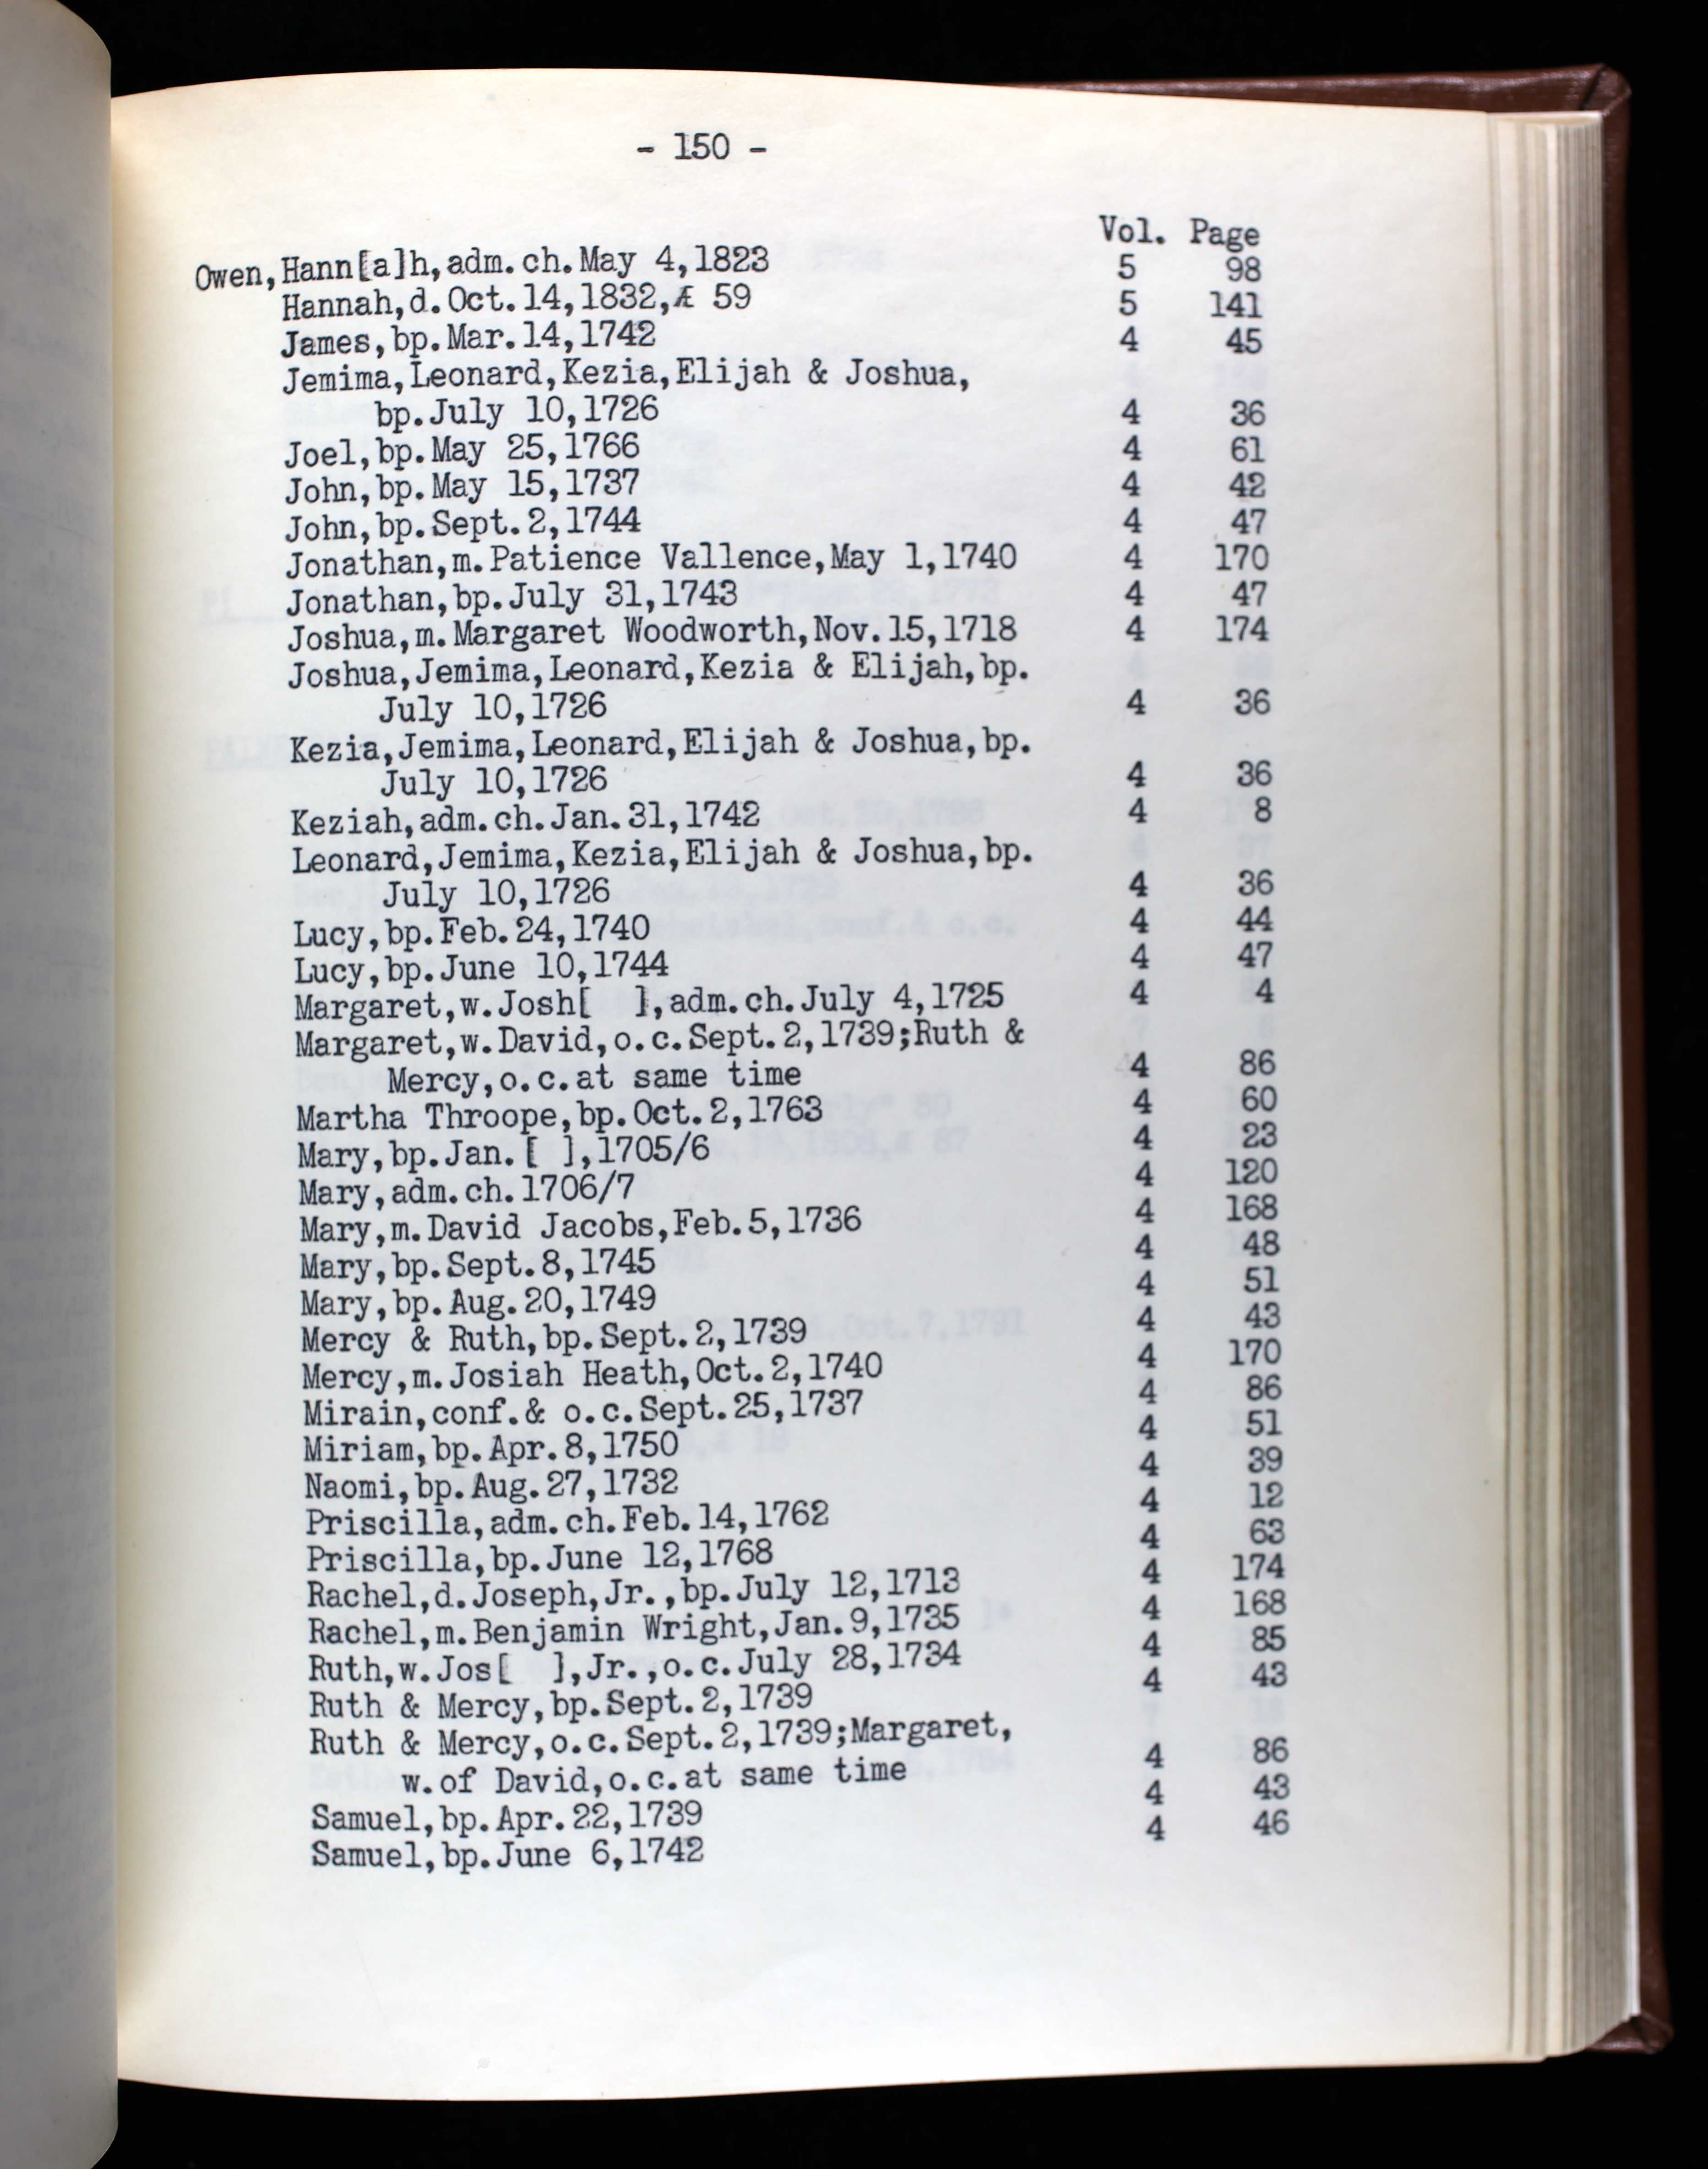 - 150 -
Vol. Page
Owen,Hann[a]h,adm.ch.May 4,1823 5 98
Hannah,d.Oct.14,1832,Æ 59 5 141
James,bp.Mar.14,1742 4 45
Jemima,Leonard,Kezia,Elijah & Joshua,
bp.July 10,1726 4 36
Joel,bp.May 25,1766 4 61
John,bp.May 15,1737 4 42
John,bp.Sept.2,1744 4 47
Jonathan,m.Patience Vallence,May 1,1740 4 170
Jonathan,bp.July 31,1743 4 47
Joshua,m.Margaret Woodworth,Nov.15,1718 4 174
Joshua,Jemima,Leonard,Kezia & Elijah,bp.
July 10,1726 4 36
Kezia,Jemima,Leonard,Elijah & Joshua,bp.
July 10,1726 4 36
Keziah,adm.ch.Jan.31,1742 4 8
Leonard,Jemima,Kezia,Elijah & Joshua,bp.
July 10,1726 4 36
Lucy,bp.Feb.24,1740 4 44
Lucy,bp.June 10,1744 4 47
Margaret,w.Josh[ ],adm.ch.July 4,1725 4 4
Margaret,w.David,o.c.Sept.2,1739;Ruth &
Mercy,o.c.at same time 4 86
Martha Throope,bp.Oct.2,1763 4 60
Mary,bp.Jan.[ ],1705/6 4 23
Mary,adm.ch.1706/7 4 120
Mary,m.David Jacobs,Feb.5,1736 4 168
Mary,bp.Sept.8,1745 4 48
Mary,bp.Aug.20,1749 4 51
Mercy & Ruth,bp.Sept.2,1739 4 43
Mercy,m.Josiah Heath,Oct.2,1740 4 170
Mirain,conf.& o.c.Sept.25,1737 4 86
Miriam,bp.Apr.8,1750 4 51
Naomi,bp.Aug.27,1732 4 39
Priscilla,adm.ch.Feb.14,1762 4 12
Priscilla,bp.June 12,1768 4 63
Rachel,d.Joseph,Jr.,bp.July 12,1713 4 174
Rachel,m.Benjamin Wright,Jan.9,1735 4 168
Ruth,w.Jos[ ],Jr.,o.c.July 28,1734 4 85
Ruth & Mercy,bp.Sept.2,1739 4 43
Ruth & Mercy,o.c.Sept.2,1739;Margaret,
w.of David,o.c.at same time 4 86
Samuel,bp.Apr.22,1739 4 43
Samuel,bp.June 6,1742 4 46